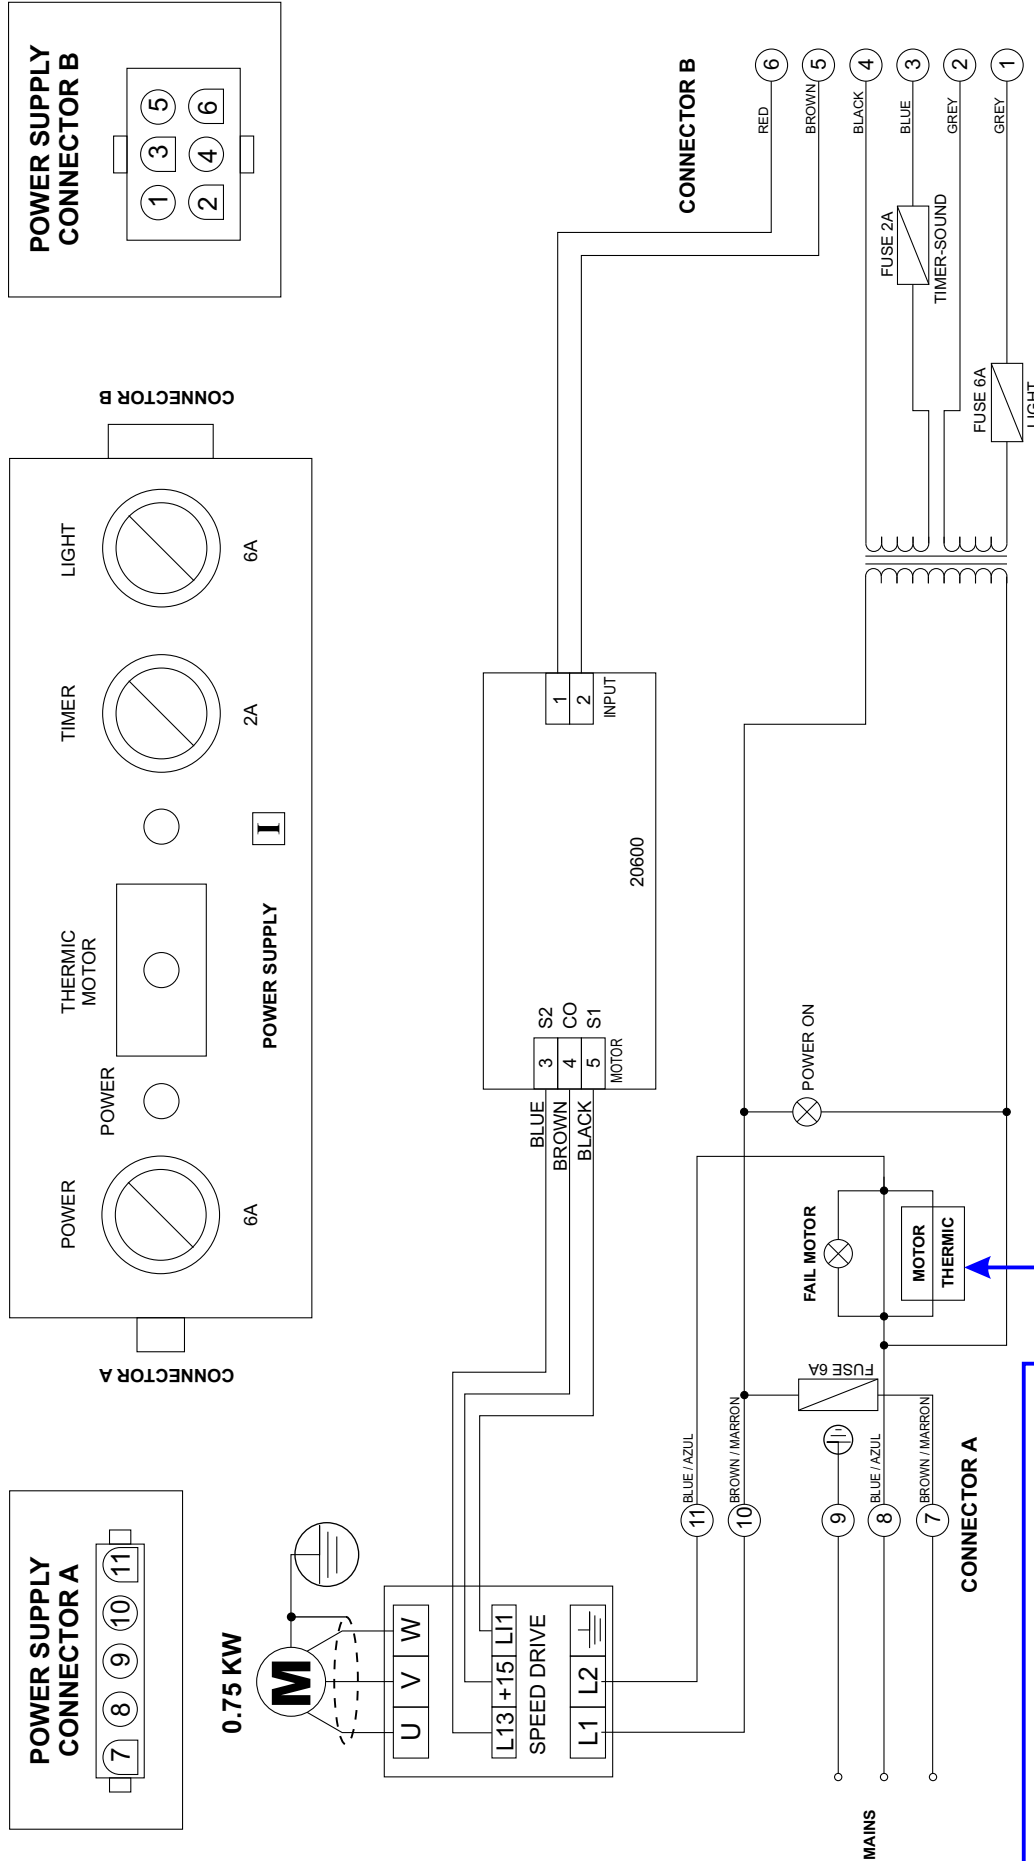 POWER SUPPLY
CONNECTOR A
7
8
9
10
11
CONNECTOR A
POWER
6A
POWER
THERMIC
MOTOR
POWER SUPPLY
I
TIMER
2A
LIGHT
6A
CONNECTOR B
POWER SUPPLY
CONNECTOR B
1
3
5
2
4
6
0.75 KW
M
U
V
W
L13
+15
LI1
SPEED DRIVE
L1
L2
BLUE
BROWN
BLACK
3
4
5
S2
CO
S1
MOTOR
20600
1
2
INPUT
CONNECTOR B
RED
6
BROWN
5
BLACK
4
BLUE
3
GREY
2
GREY
1
FUSE 2A
TIMER-SOUND
FUSE 6A
LIGHT
11
BLUE / AZUL
10
BROWN / MARRON
9
8
BLUE / AZUL
7
BROWN / MARRON
MAINS
CONNECTOR A
FUSE 6A
FAIL MOTOR
MOTOR
THERMIC
POWER ON